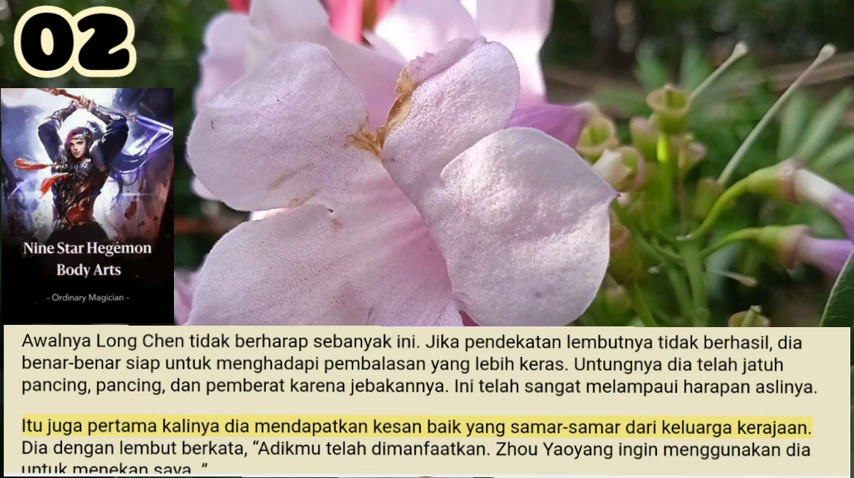 02
Nine Star Hegemon
Body Arts
- Ordinary Magician -
Awalnya Long Chen tidak berharap sebanyak ini. Jika pendekatan lembutnya tidak berhasil, dia
benar-benar siap untuk menghadapi pembalasan yang lebih keras. Untungnya dia telah jatuh
pancing, pancing, dan pemberat karena jebakannya. Ini telah sangat melampaui harapan aslinya.
Itu juga pertama kalinya dia mendapatkan kesan baik yang samar-samar dari keluarga kerajaan.
Dia dengan lembut berkata, “Adikmu telah dimanfaatkan. Zhou Yaoyang ingin menggunakan dia
untuk menekan saya. ”